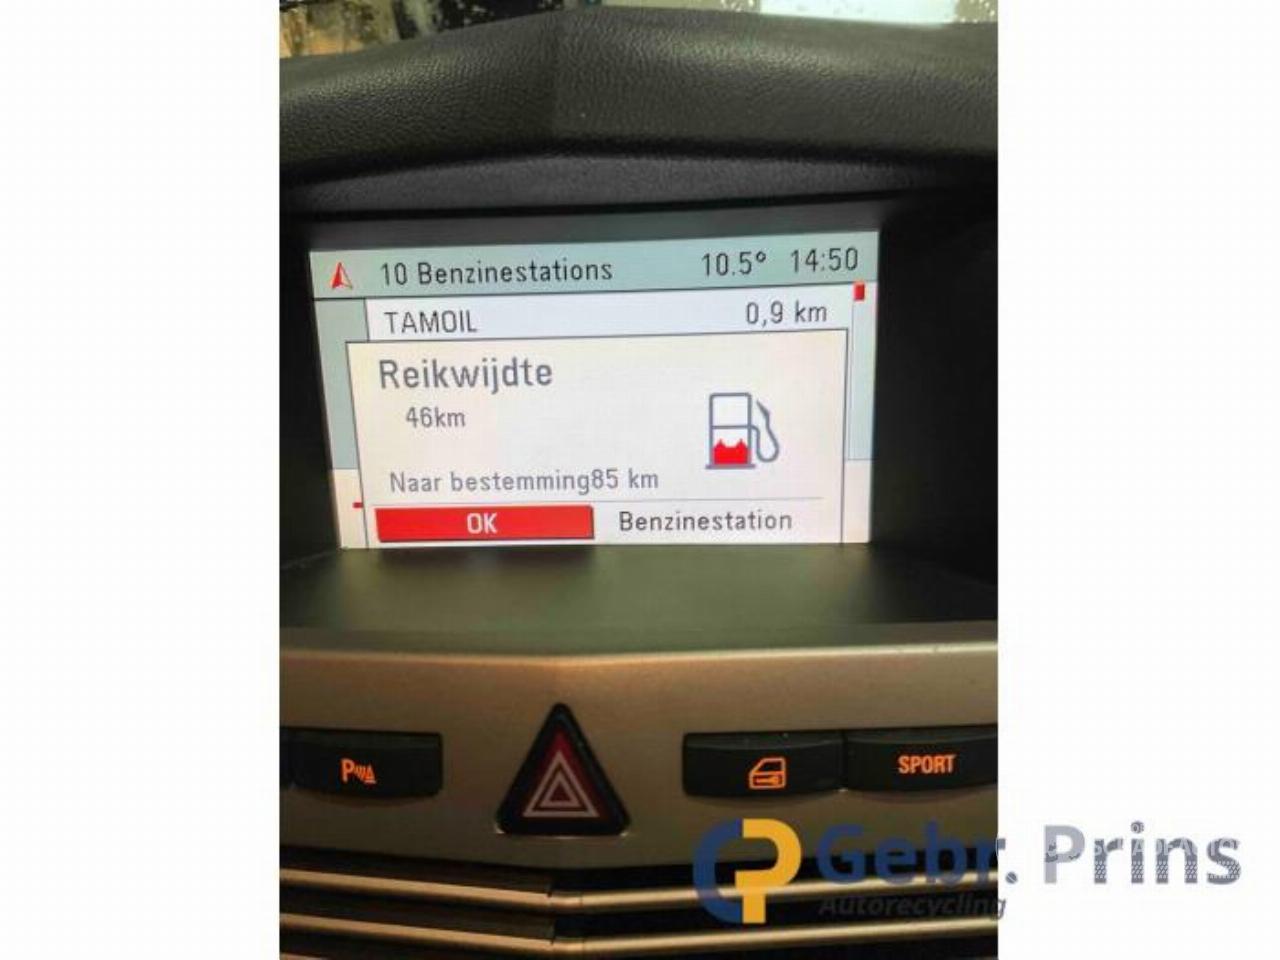 10 Benzinestations 10.5° 14:50
TAMOIL 0,9 km
Reikwijdte
46km
Naar bestemming85 km
OK Benzinestation
P
SPORT
Gebr. Prins
Autorecycling